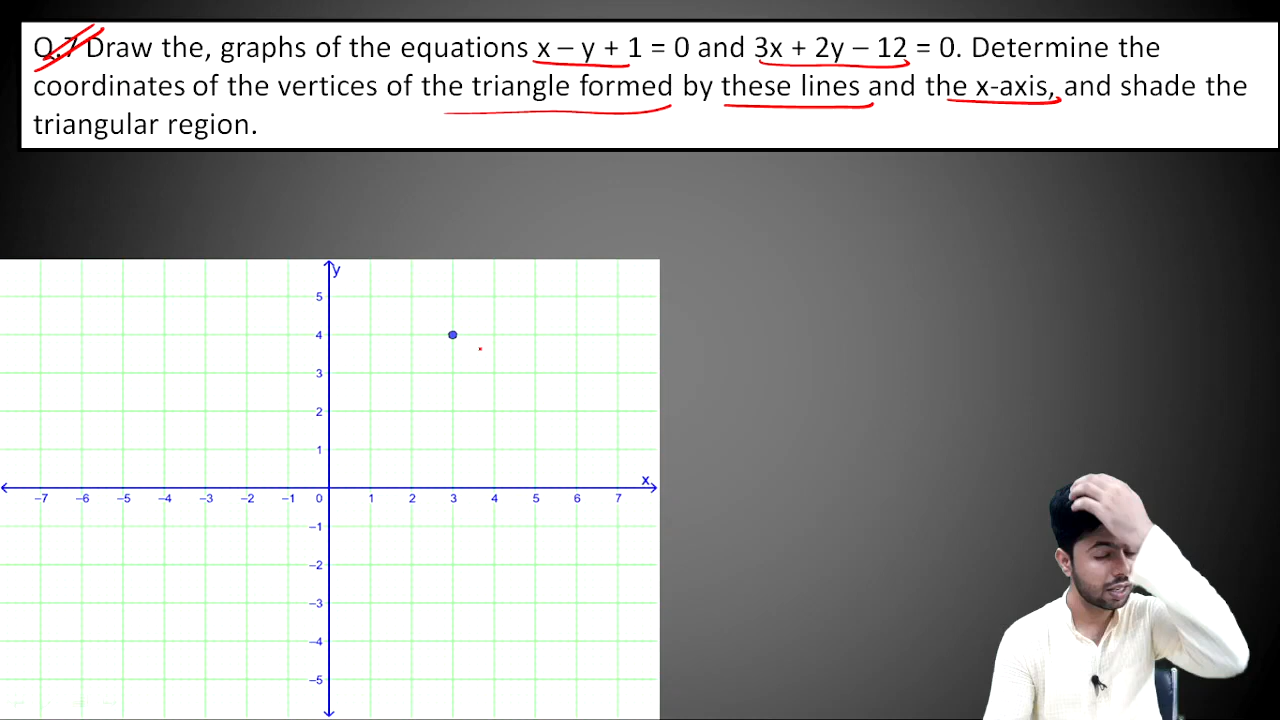 Q.7 Draw the, graphs of the equations x – y + 1 = 0 and 3x + 2y – 12 = 0. Determine the
coordinates of the vertices of the triangle formed by these lines and the x-axis, and shade the
triangular region.
y
5
4
3
2
1
x
–7 –6 –5 –4 –3 –2 –1 0 1 2 3 4 5 6 7
–1
–2
–3
–4
–5